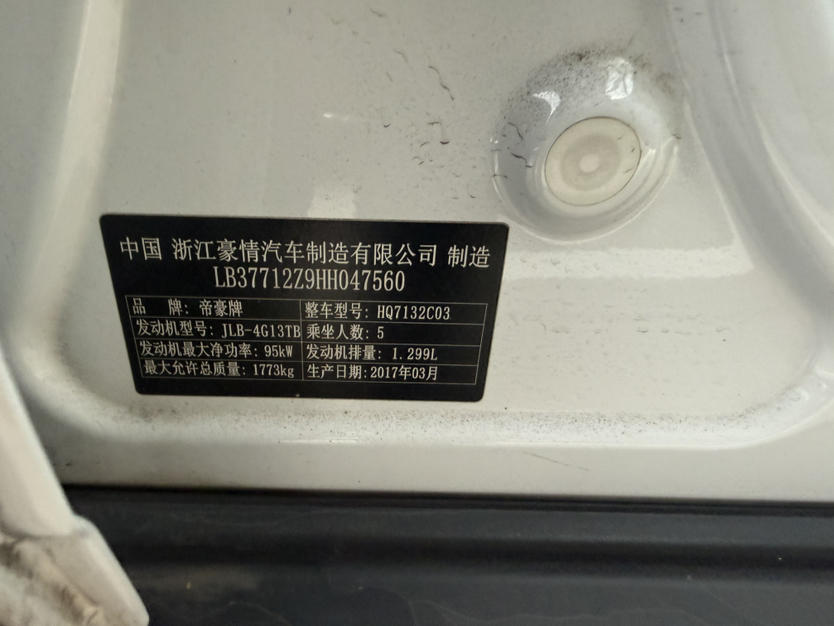 中国 浙江豪情汽车制造有限公司 制造
LB37712Z9HH047560
品 牌: 帝豪牌 整车型号: HQ7132C03
发动机型号: JLB-4G13TB 乘坐人数: 5
发动机最大净功率: 95kW 发动机排量: 1.299L
最大允许总质量: 1773kg 生产日期: 2017年03月